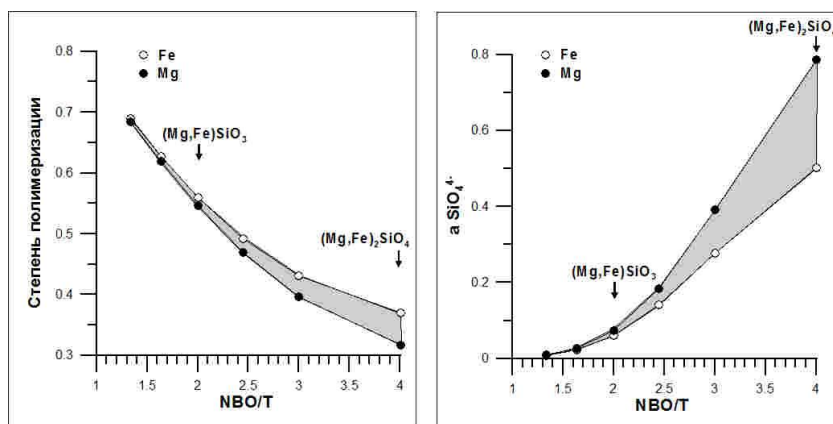 Степень полимеризации
0.8
0.7
0.6
0.5
0.4
0.3
Fe
Mg
(Mg,Fe)SiO₃
(Mg,Fe)₂SiO₄
1
1.5
2
2.5
3
3.5
4
NBO/T
a SiO₄⁴⁻
0.8
0.6
0.4
0.2
0
Fe
Mg
(Mg,Fe)₂SiO₄
(Mg,Fe)SiO₃
1
1.5
2
2.5
3
3.5
4
NBO/T